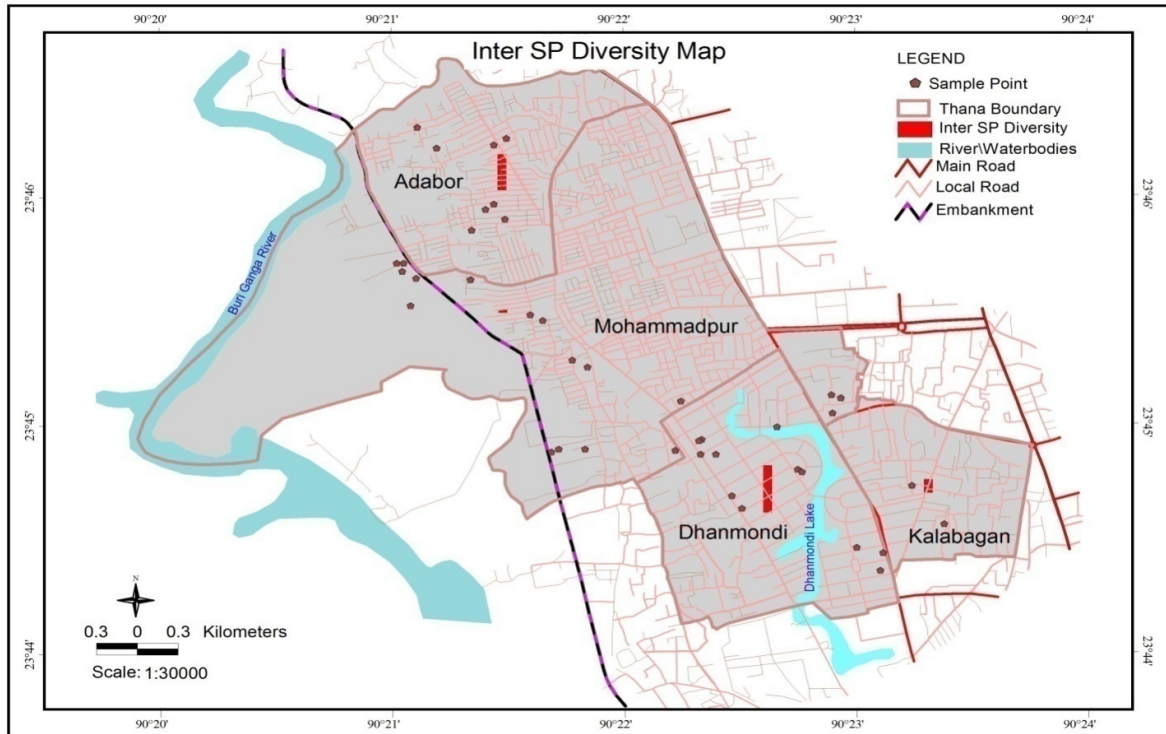 90°20' 90°21' 90°22' 90°23' 90°24'
Inter SP Diversity Map
LEGEND
Sample Point
Thana Boundary
Inter SP Diversity
River\Waterbodies
Main Road
Local Road
Embankment
23°46' 23°46'
Adabor
Buri Ganga River
Mohammadpur
23°45' 23°45'
Dhanmondi
Dhanmondi Lake
Kalabagan
N
0.3 0 0.3 Kilometers
Scale: 1:30000
23°44' 23°44'
90°20' 90°21' 90°22' 90°23' 90°24'